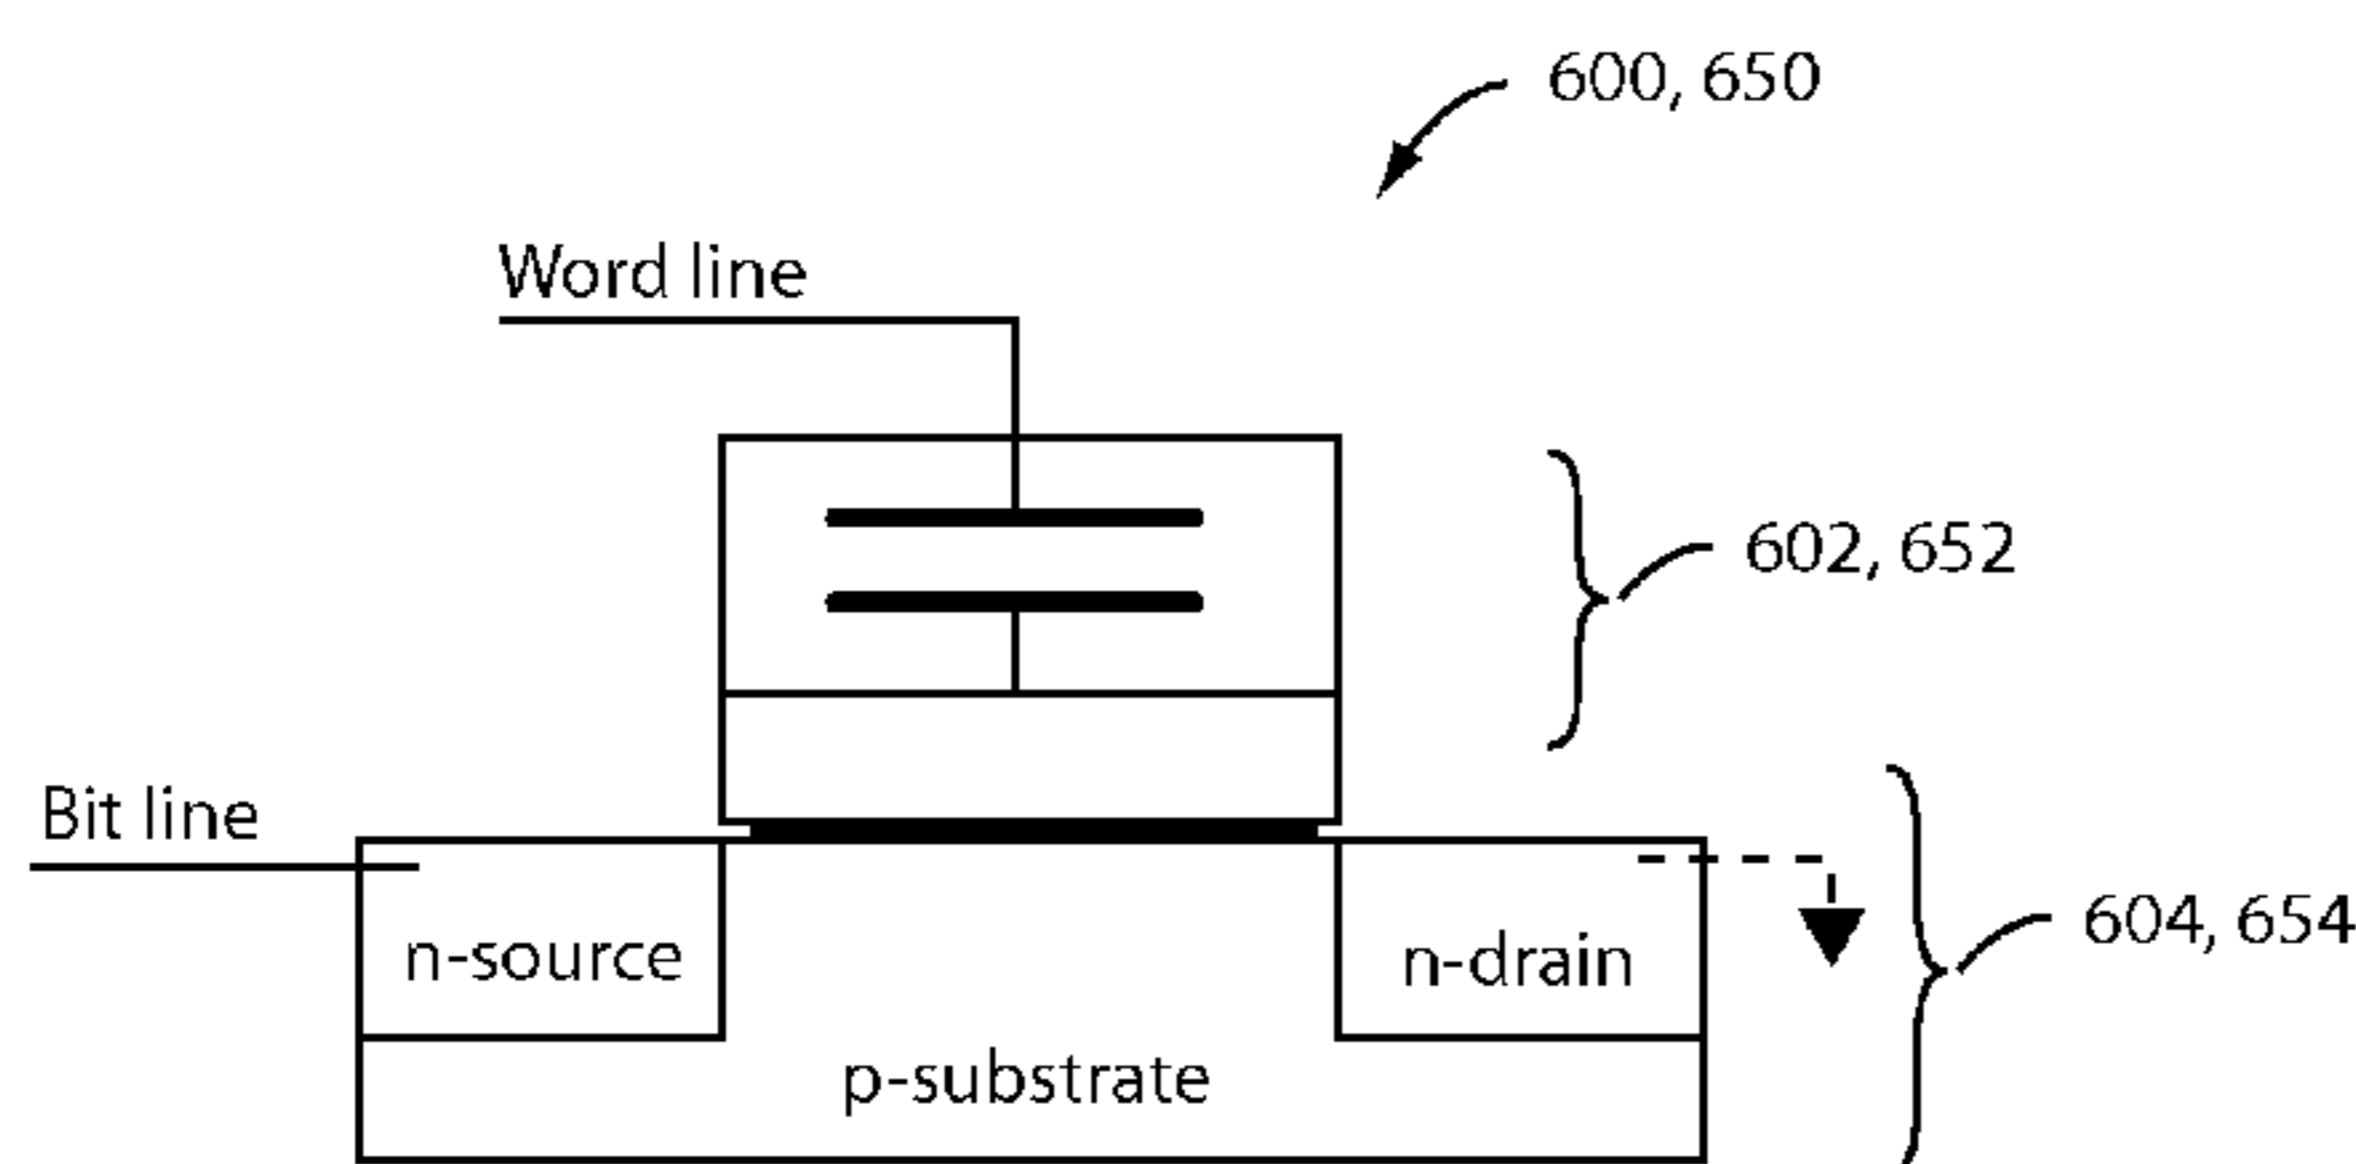 600, 650
Word line
602, 652
Bit line
604, 654
n-source
n-drain
p-substrate